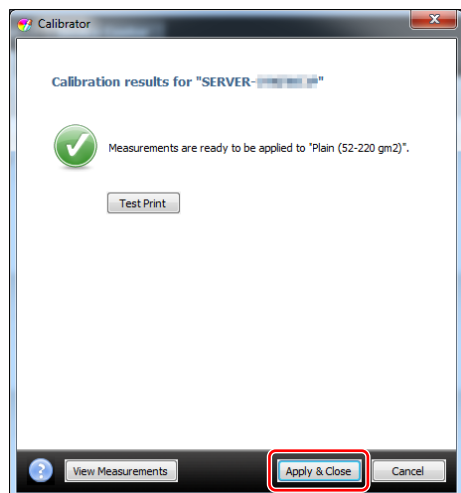 Calibrator
Calibration results for "SERVER-"
Measurements are ready to be applied to "Plain (52-220 gm2)".
Test Print
?
View Measurements
Apply & Close
Cancel